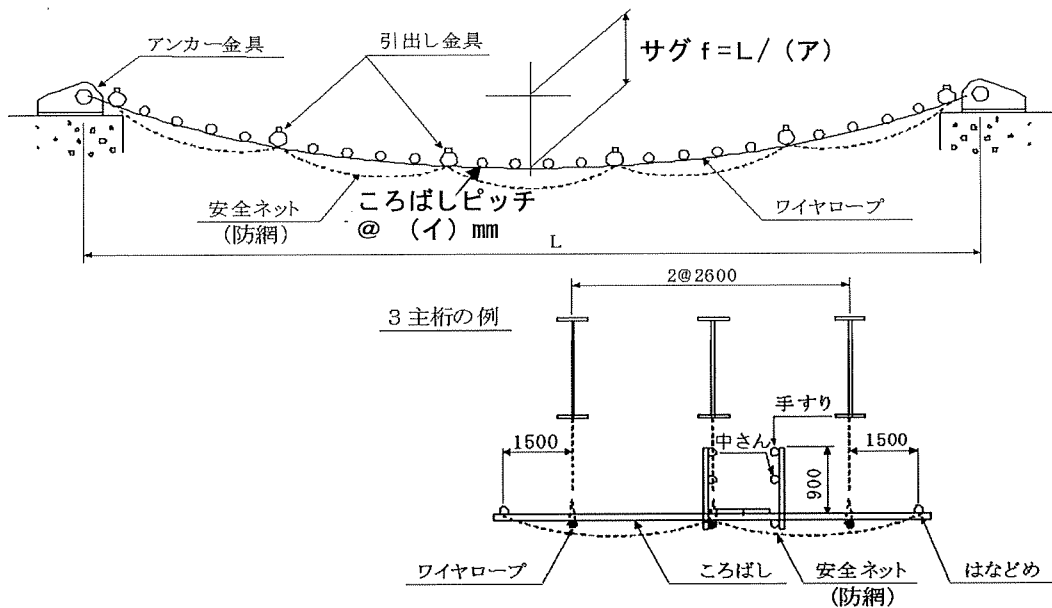 アンカー金具
引出し金具
サグ f=L/(ア)
安全ネット
(防網)
ころばしピッチ
@ (イ) mm
ワイヤロープ
L
2@2600
3主桁の例
手すり
中さん
1500
1500
900
ワイヤロープ
ころばし
安全ネット
(防網)
はなどめ